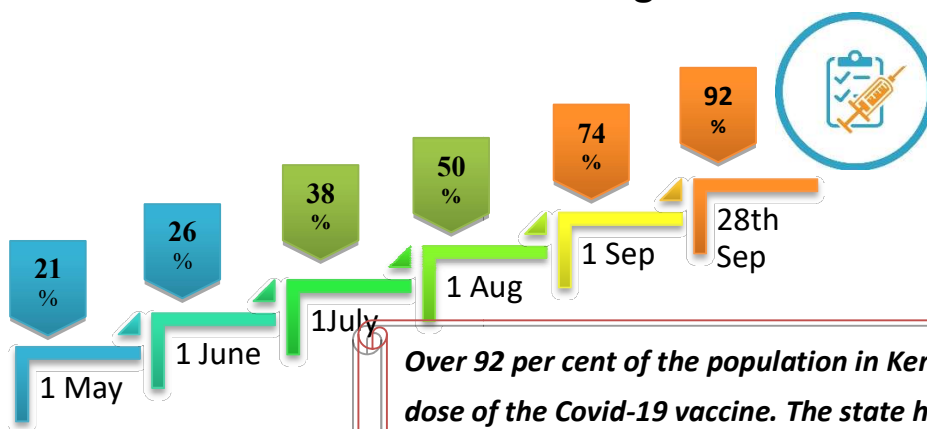 21
%
1 May
26
%
1 June
38
%
1July
50
%
1 Aug
74
%
1 Sep
92
%
28th
Sep
Over 92 per cent of the population in Ker
dose of the Covid-19 vaccine. The state h